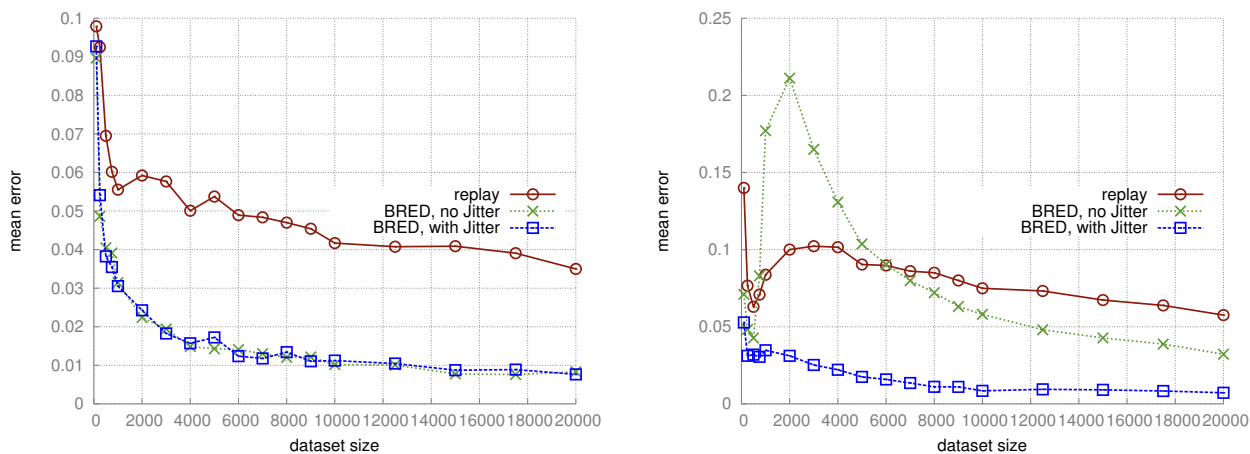 0.1
0.09
0.08
0.07
0.06
0.05
0.04
0.03
0.02
0.01
0
mean error
replay
BRED, no Jitter
BRED, with Jitter
0 2000 4000 6000 8000 10000 12000 14000 16000 18000 20000
dataset size
0.25
0.2
0.15
0.1
0.05
0
mean error
replay
BRED, no Jitter
BRED, with Jitter
0 2000 4000 6000 8000 10000 12000 14000 16000 18000 20000
dataset size